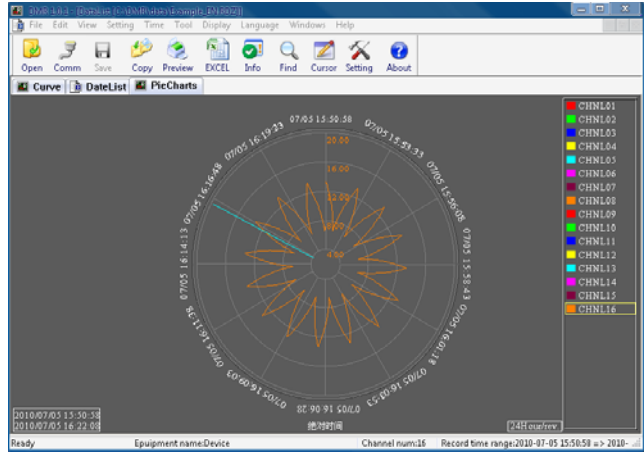 File Edit View Setting Time Tool Display Language Windows Help
Open Comm Save Copy Preview EXCEL Info Find Cursor Setting About
Curve DateList PieCharts
07/05 15:50:58
07/05 15:53:33
07/05 15:56:08
07/05 15:58:43
07/05 16:01:18
07/05 16:03:53
07/05 16 06 28
07/05 16:09:03
07/05 16:11:38
07/05 16:14:13
07/05 16:16:48
07/05 16:19:23
20.00
16.00
12.00
4.00
绝对时间
CHNL01
CHNL02
CHNL03
CHNL04
CHNL05
CHNL06
CHNL07
CHNL08
CHNL09
CHNL10
CHNL11
CHNL12
CHNL13
CHNL14
CHNL15
CHNL16
2010/07/05 15:50:58
2010/07/05 16:22:08
24Hour/rev
Ready Epuipment name:Device Channel num:16 Record time range:2010-07-05 15:50:58 => 2010-